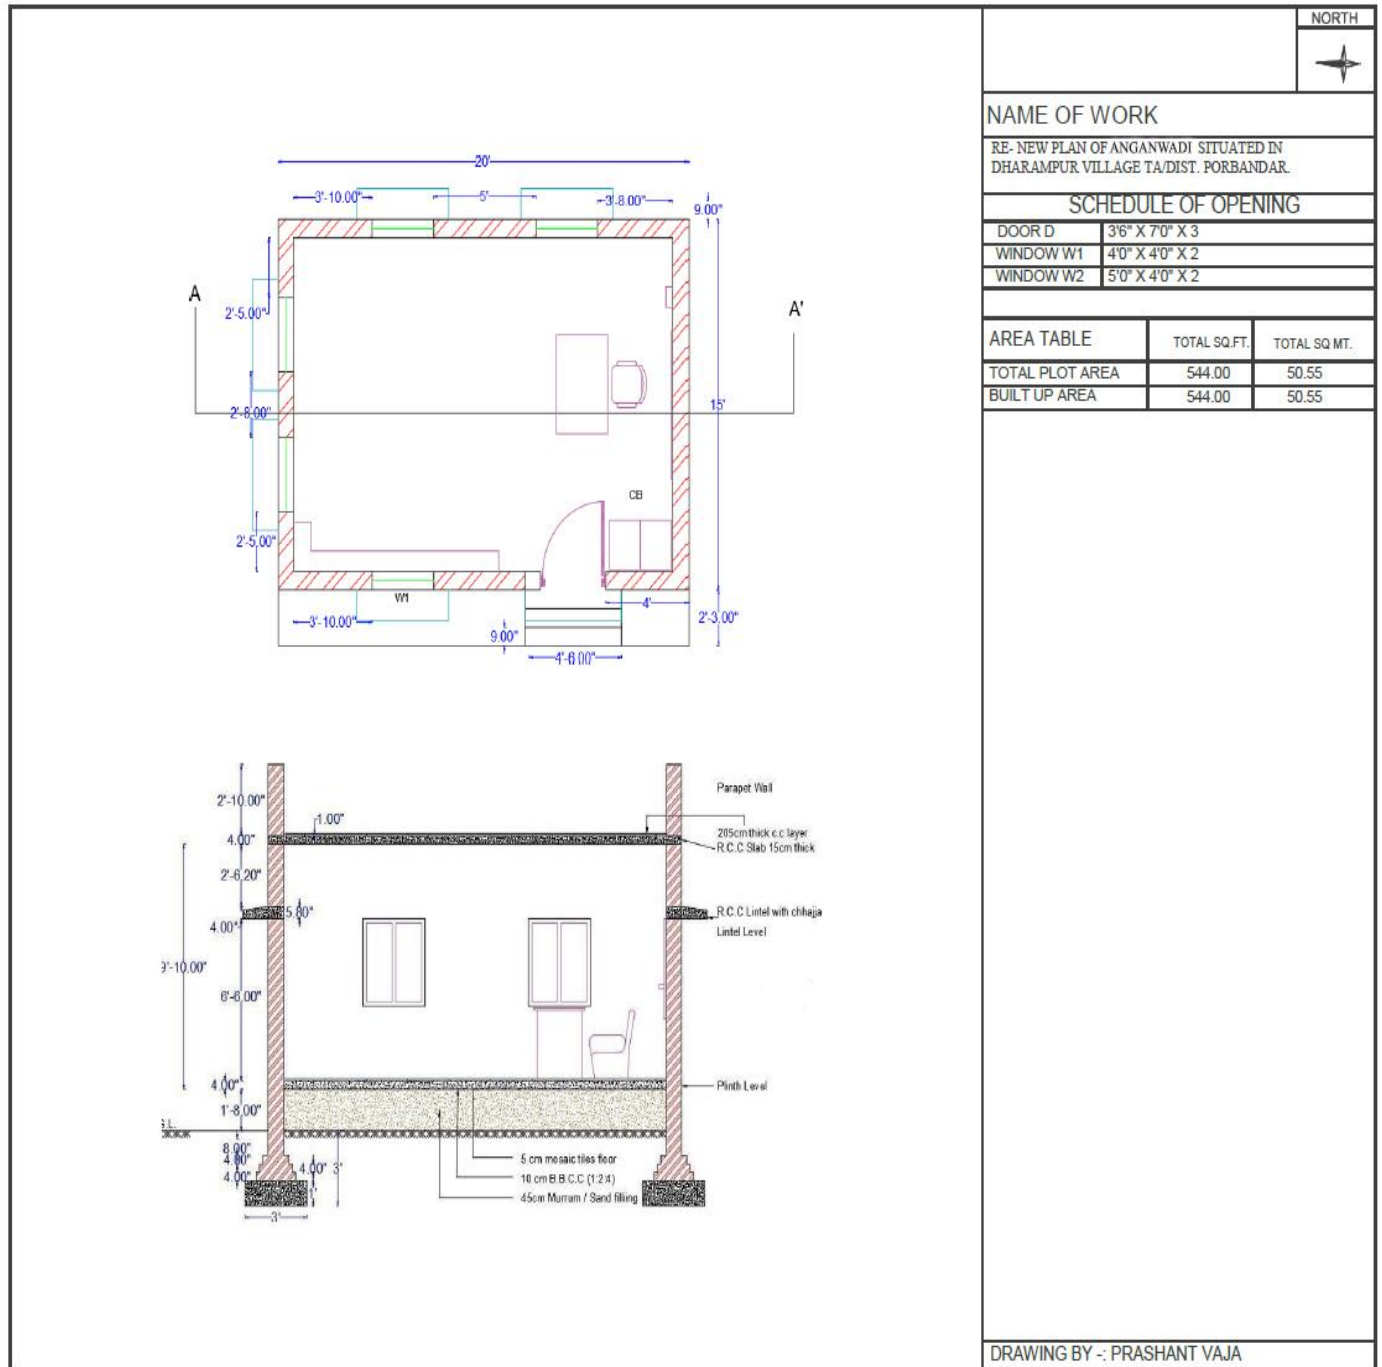 NORTH
NAME OF WORK
RE- NEW PLAN OF ANGANWADI SITUATED IN
DHARAMPUR VILLAGE TA/DIST. PORBANDAR.
SCHEDULE OF OPENING
DOOR D 3'6" X 7'0" X 3
WINDOW W1 4'0" X 4'0" X 2
WINDOW W2 5'0" X 4'0" X 2
AREA TABLE TOTAL SQ.FT. TOTAL SQ MT.
TOTAL PLOT AREA 544.00 50.55
BUILT UP AREA 544.00 50.55
20'
3'-10.00" 5' 3'-8.00"
9.00"
A
A'
2'-5.00"
2'-8.00"
15'
CB
2'-5.00"
W1
4'
3'-10.00"
2'-3.00"
9.00"
4'-6.00"
2'-10.00"
Parapet Wall
1.00"
4.00"
205cm thick c.c layer
R.C.C Slab 15cm thick
2'-6.20"
5.80"
R.C.C Lintel with chhajja
4.00"
Lintel Level
9'-10.00"
6'-6.00"
4.00"
Plinth Level
1'-8.00"
8.00"
4.00"
4.00"
4.00"
3'
1'
5 cm mosaic tiles floor
10 cm B.B.C.C (1:2:4)
45cm Murrum / Sand filling
3'
DRAWING BY -: PRASHANT VAJA